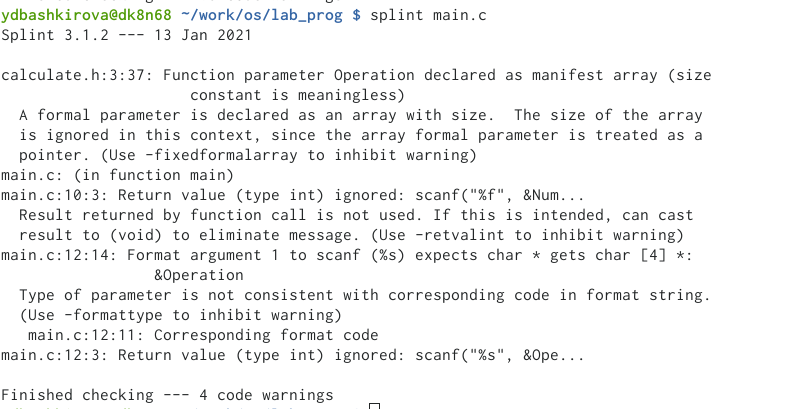 ydbashkirova@dk8n68 ~/work/os/lab_prog $ splint main.c
Splint 3.1.2 --- 13 Jan 2021
calculate.h:3:37: Function parameter Operation declared as manifest array (size
constant is meaningless)
A formal parameter is declared as an array with size.  The size of the array
is ignored in this context, since the array formal parameter is treated as a
pointer. (Use -fixedformalarray to inhibit warning)
main.c: (in function main)
main.c:10:3: Return value (type int) ignored: scanf("%f", &Num...
Result returned by function call is not used. If this is intended, can cast
result to (void) to eliminate message. (Use -retvalint to inhibit warning)
main.c:12:14: Format argument 1 to scanf (%s) expects char * gets char [4] *:
&Operation
Type of parameter is not consistent with corresponding code in format string.
(Use -formattype to inhibit warning)
main.c:12:11: Corresponding format code
main.c:12:3: Return value (type int) ignored: scanf("%s", &Ope...
Finished checking --- 4 code warnings